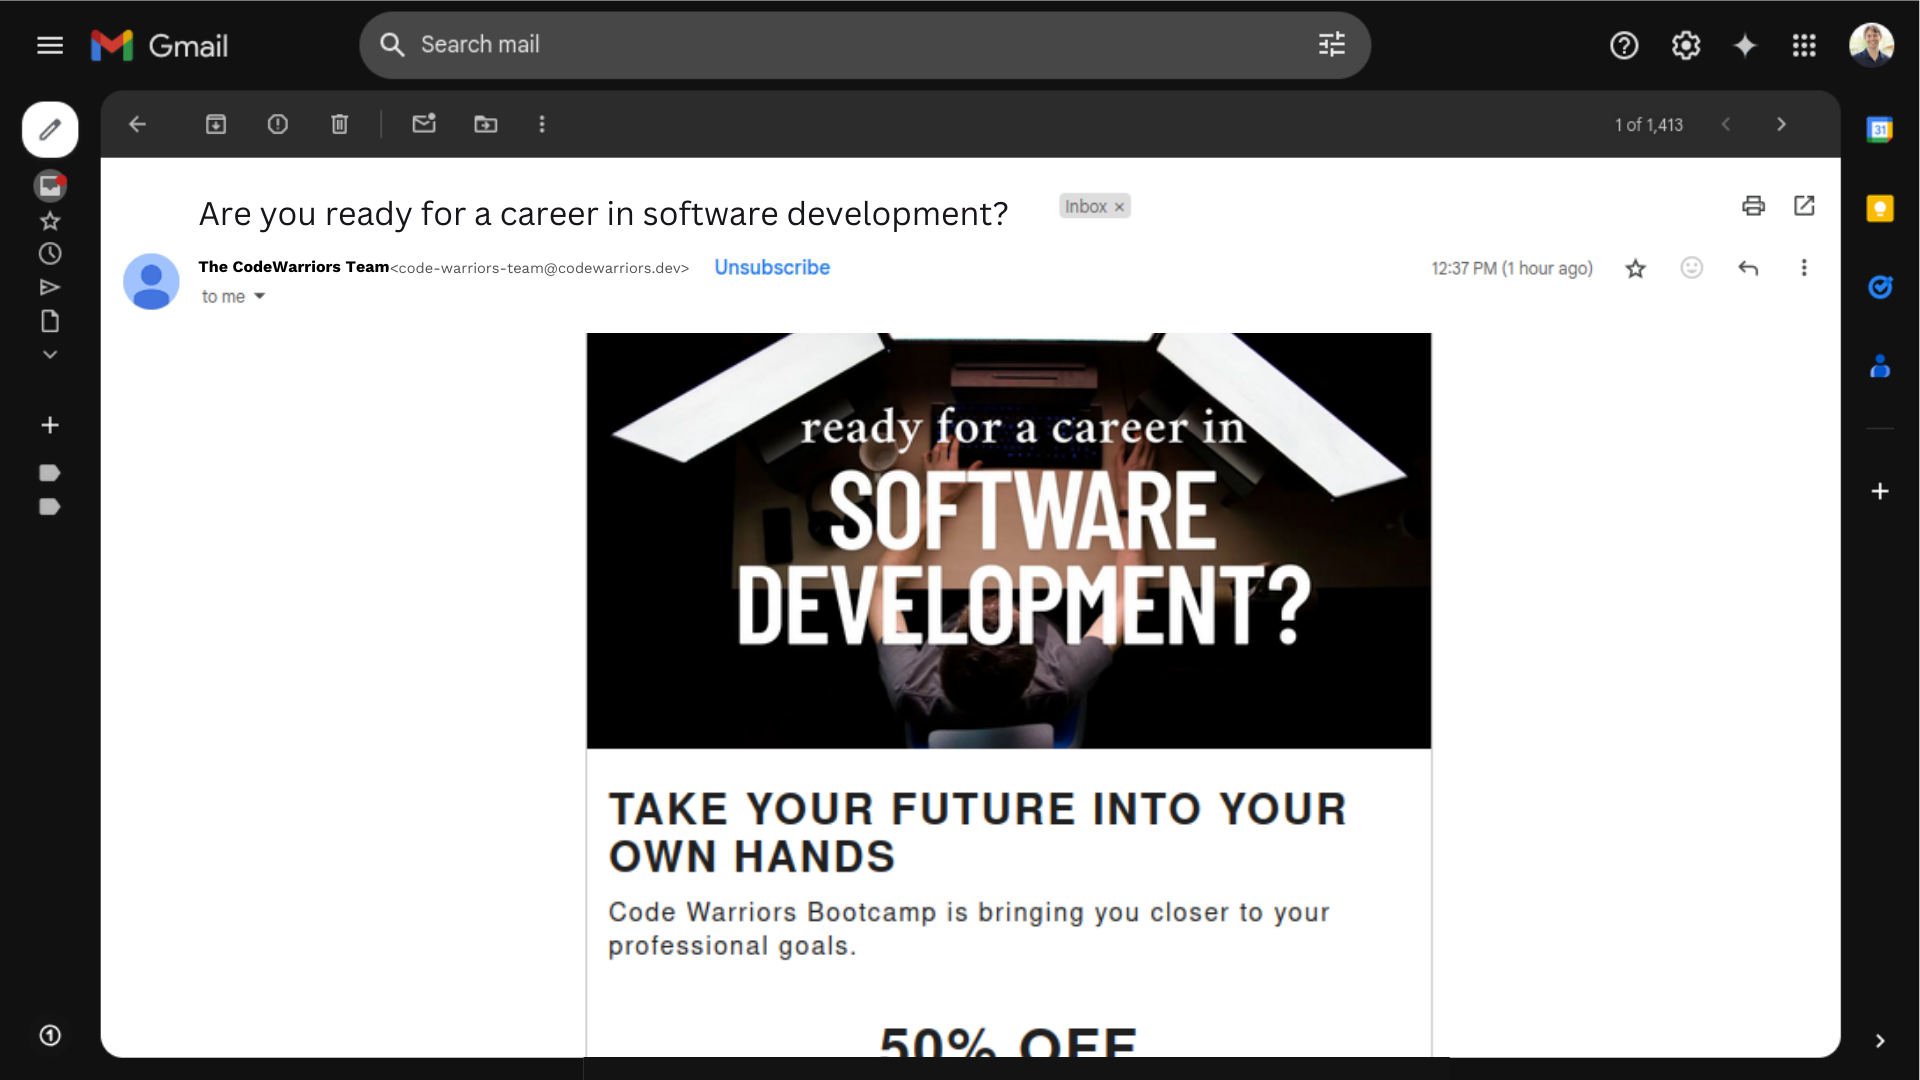 Gmail
Search mail
1 of 1,413
31
Are you ready for a career in software development?
Inbox ×
The CodeWarriors Team<code-warriors-team@codewarriors.dev> Unsubscribe
12:37 PM (1 hour ago)
to me
ready for a career in
SOFTWARE
DEVELOPMENT?
TAKE YOUR FUTURE INTO YOUR
OWN HANDS
Code Warriors Bootcamp is bringing you closer to your
professional goals.
50% OFF